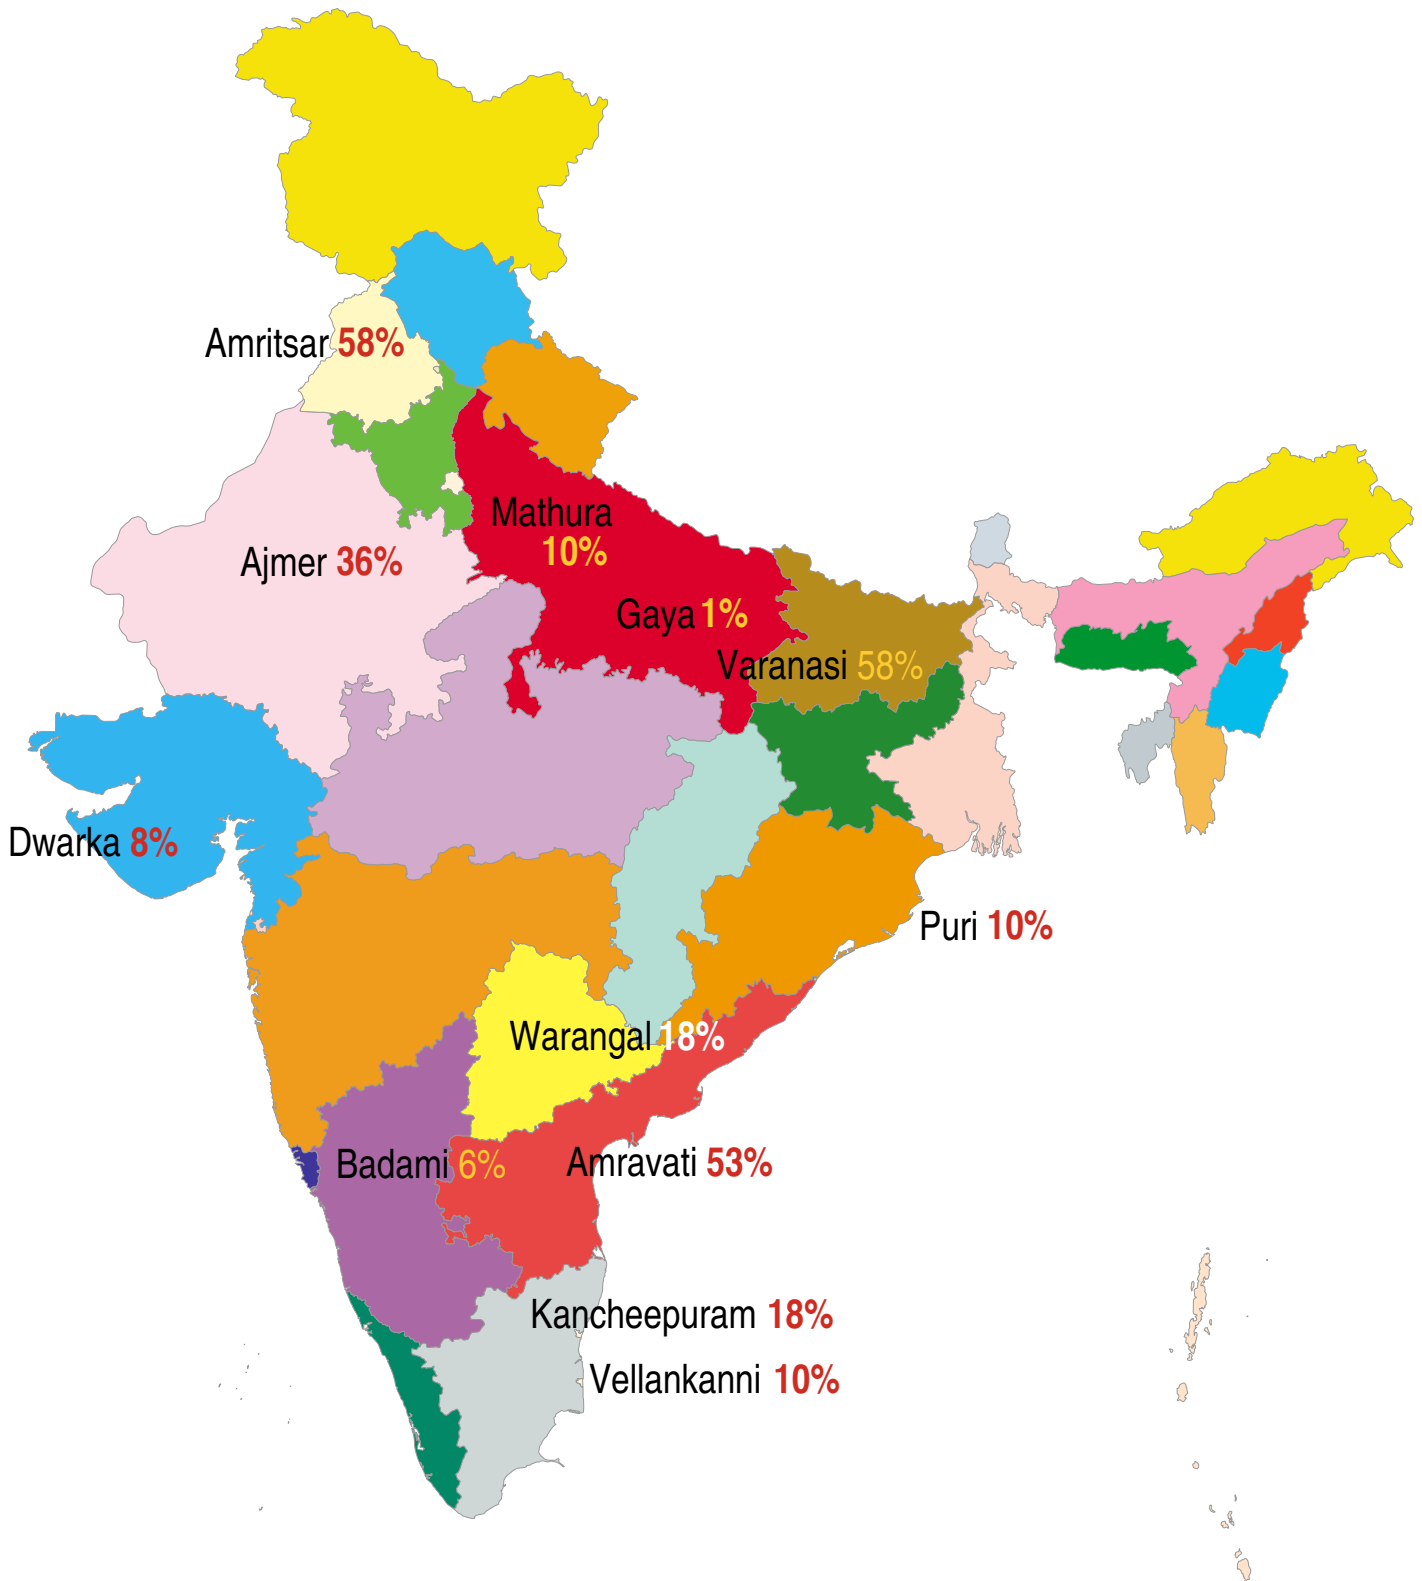 Amritsar 58%
Mathura
10%
Ajmer 36%
Gaya 1%
Varanasi 58%
Dwarka 8%
Puri 10%
Warangal 18%
Badami 6%
Amravati 53%
Kancheepuram 18%
Vellankanni 10%